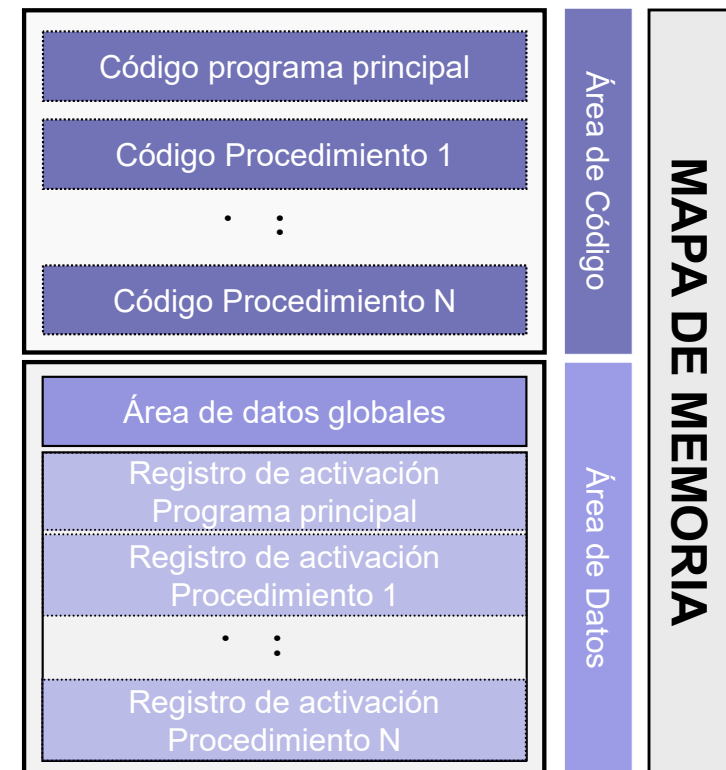 Código programa principal
Código Procedimiento 1
. :
Código Procedimiento N
Área de Código
Área de datos globales
Registro de activación
Programa principal
Registro de activación
Procedimiento 1
. :
Registro de activación
Procedimiento N
Área de Datos
MAPA DE MEMORIA